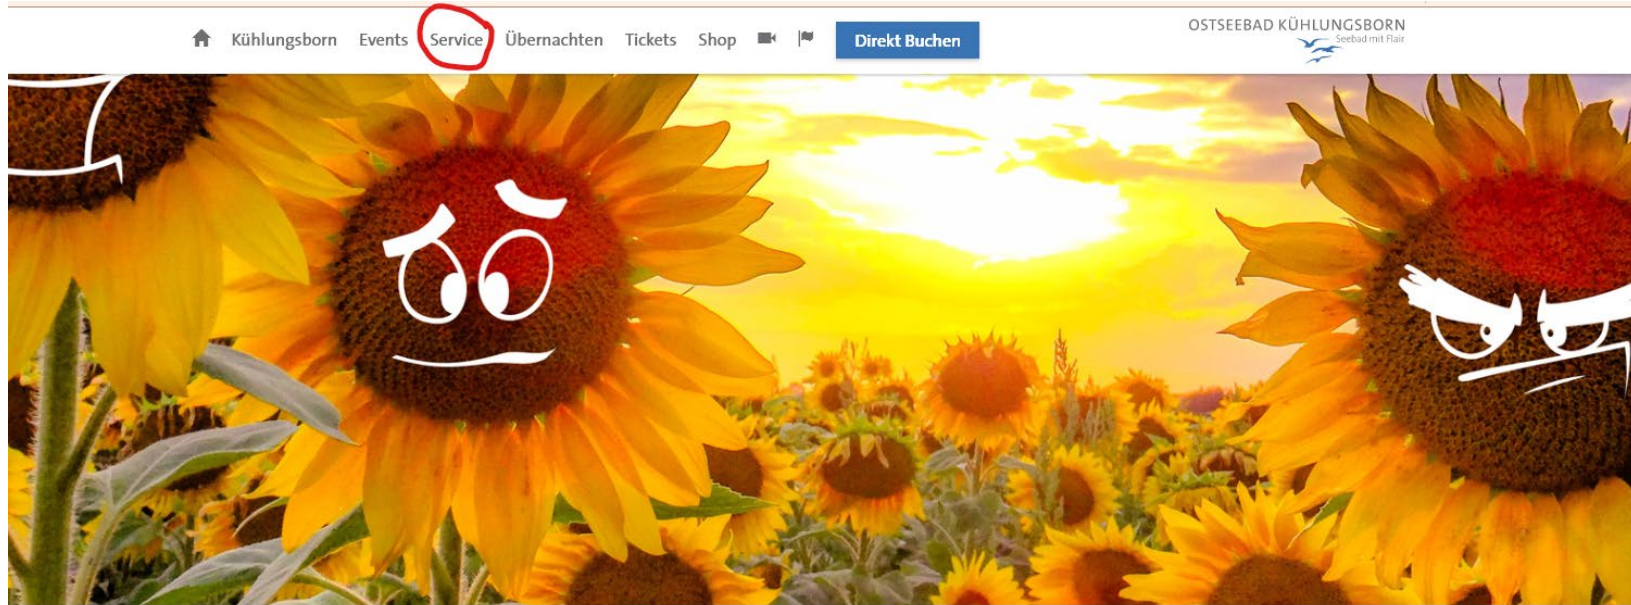 Kühlungsborn Events Service Übernachten Tickets Shop Direkt Buchen
OSTSEEBAD KÜHLUNGSBORN
Seebad mit Flair